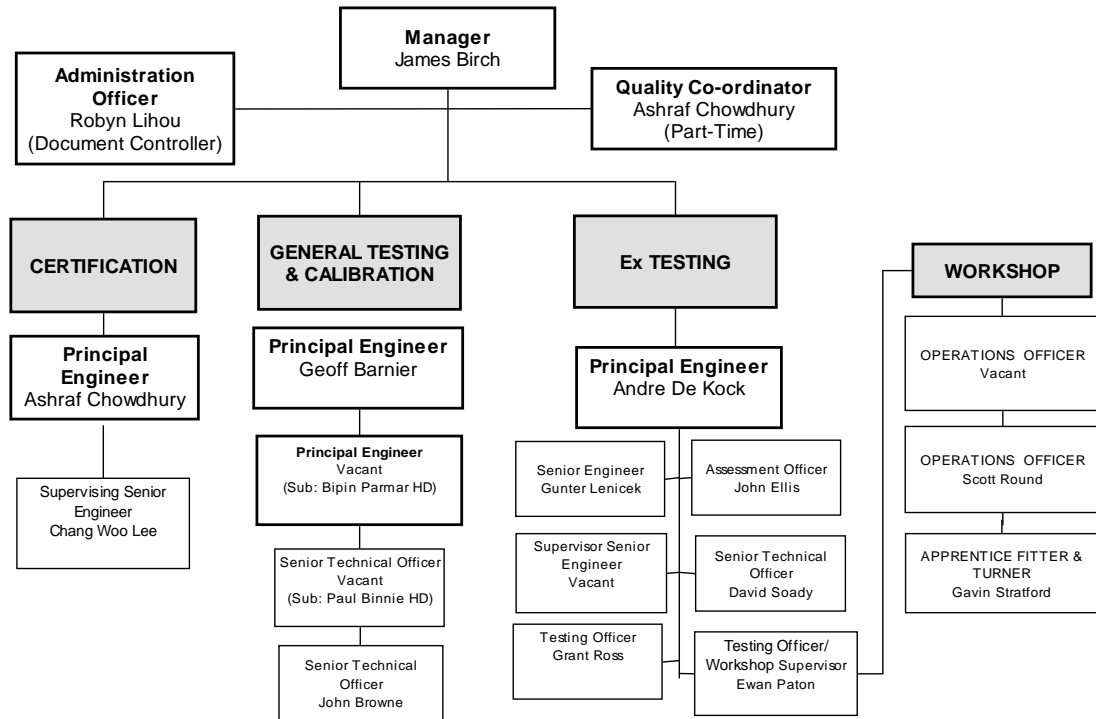 Manager
James Birch
Administration
Officer
Robyn Lihou
(Document Controller)
Quality Co-ordinator
Ashraf Chowdhury
(Part-Time)
CERTIFICATION
GENERAL TESTING
& CALIBRATION
Ex TESTING
WORKSHOP
Principal
Engineer
Ashraf Chowdhury
Supervising Senior
Engineer
Chang Woo Lee
Principal Engineer
Geoff Barnier
Principal Engineer
Vacant
(Sub: Bipin Parmar HD)
Senior Technical Officer
Vacant
(Sub: Paul Binnie HD)
Senior Technical
Officer
John Browne
Principal Engineer
Andre De Kock
Senior Engineer
Gunter Lenicek
Assessment Officer
John Ellis
Supervisor Senior
Engineer
Vacant
Senior Technical
Officer
David Soady
Testing Officer
Grant Ross
Testing Officer/
Workshop Supervisor
Ewan Paton
OPERATIONS OFFICER
Vacant
OPERATIONS OFFICER
Scott Round
APPRENTICE FITTER &
TURNER
Gavin Stratford